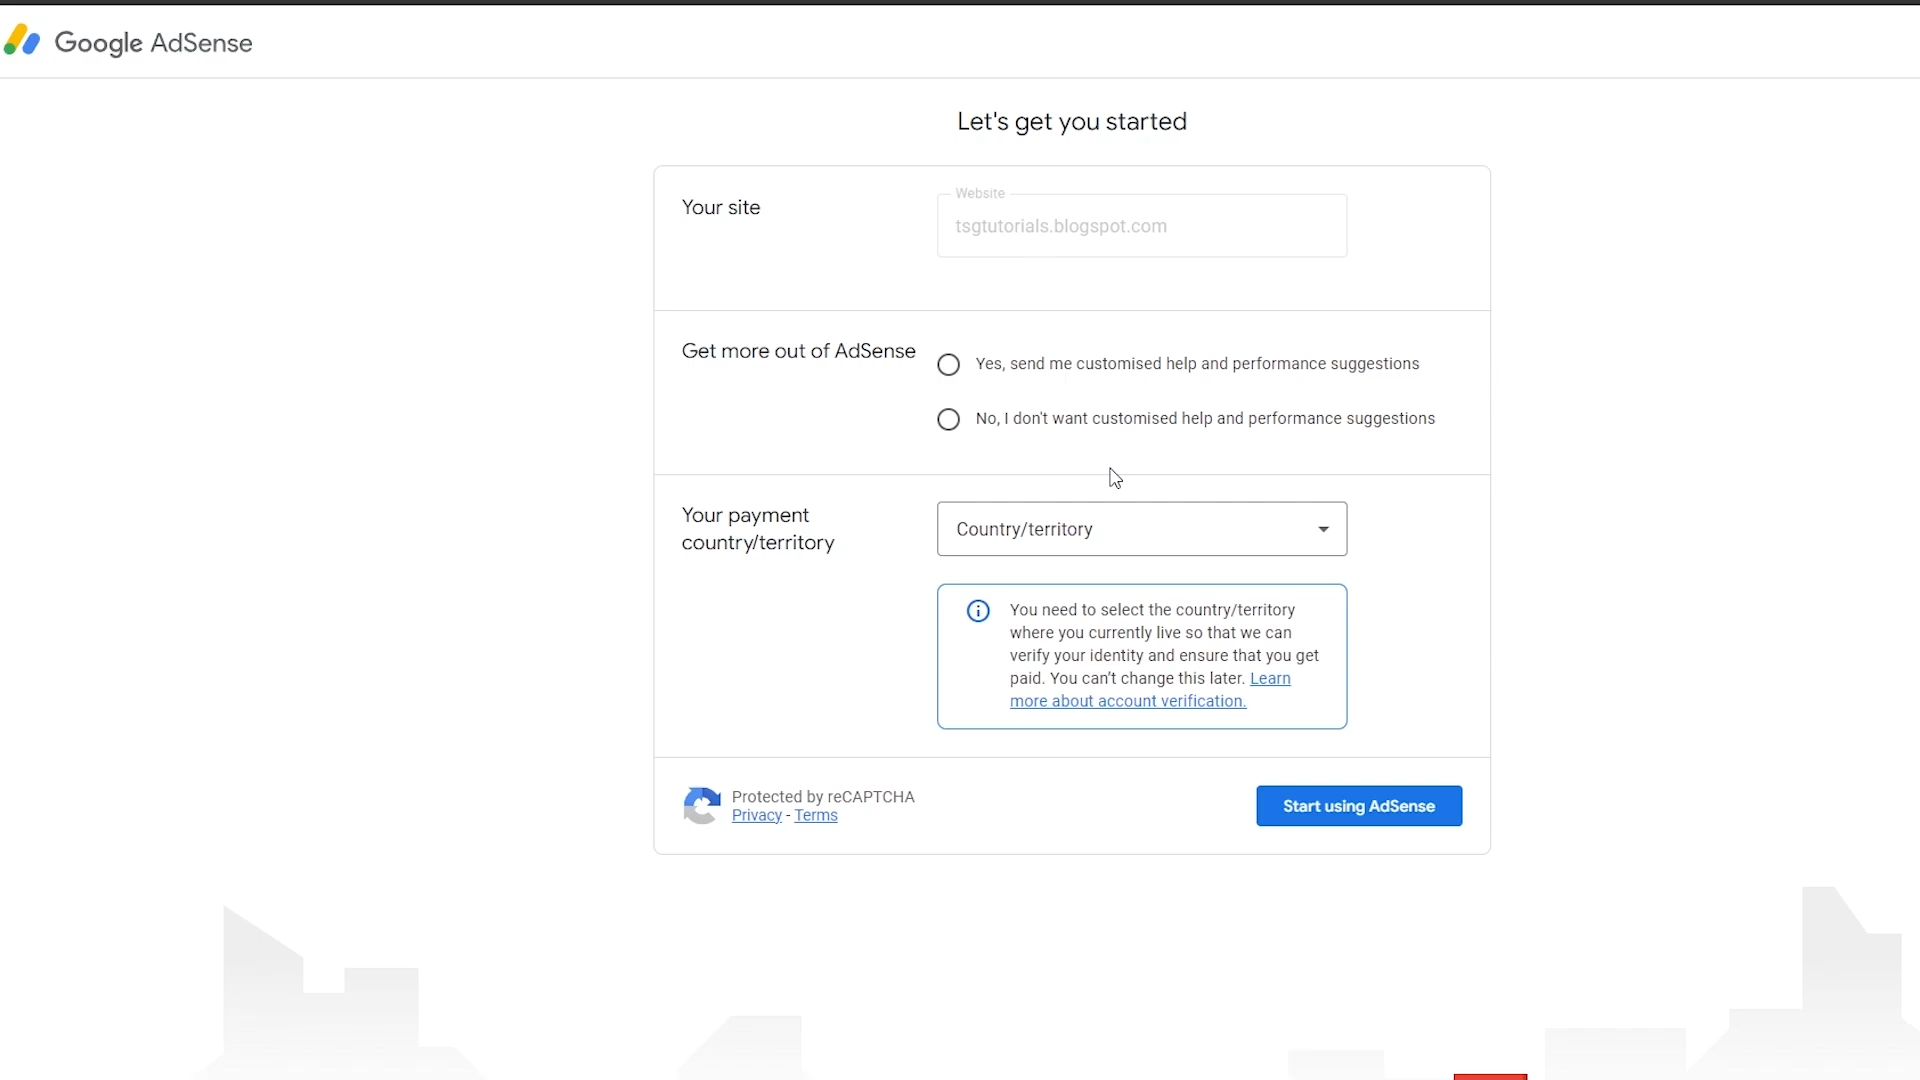 Google AdSense
Let's get you started
Your site
Website
tsgtutorials.blogspot.com
Get more out of AdSense
Yes, send me customised help and performance suggestions
No, I don't want customised help and performance suggestions
Your payment
country/territory
Country/territory
You need to select the country/territory
where you currently live so that we can
verify your identity and ensure that you get
paid. You can’t change this later. Learn
more about account verification.
Protected by reCAPTCHA
Privacy - Terms
Start using AdSense